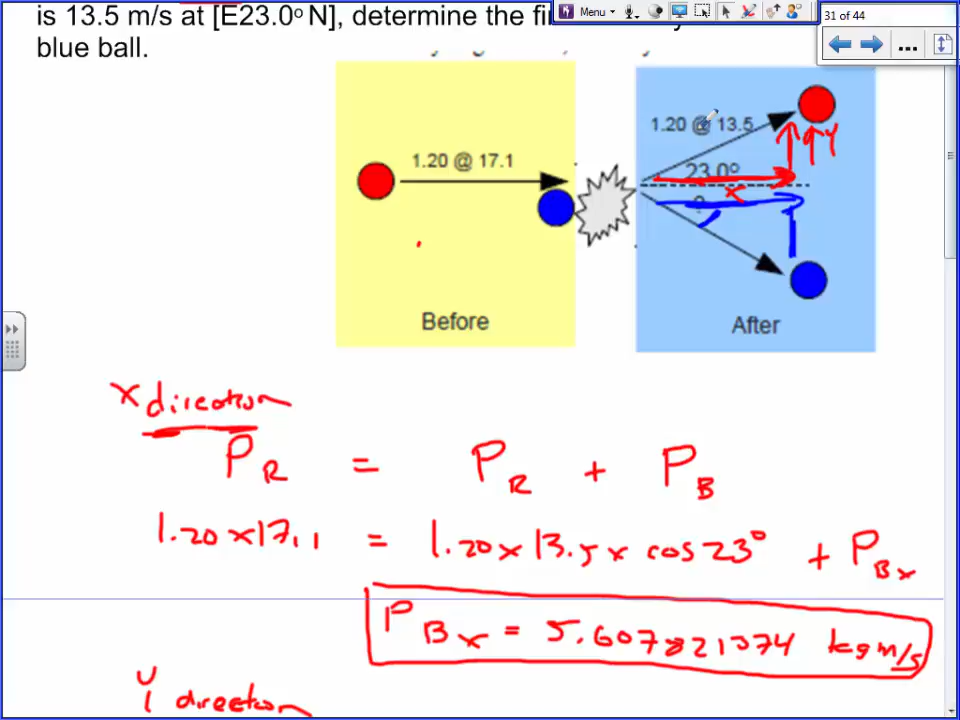 is 13.5 m/s at [E23.0° N], determine the fin
blue ball.
Menu
31 of 44
1.20 @ 17.1
Before
1.20 @ 13.5
23.0°
x
y
?
After
x direction
P_R = P_R + P_B
1.20 x 17.1 = 1.20 x 13.5 x cos 23° + P_Bx
P_Bx = 5.607821374 kg m/s
Y direction